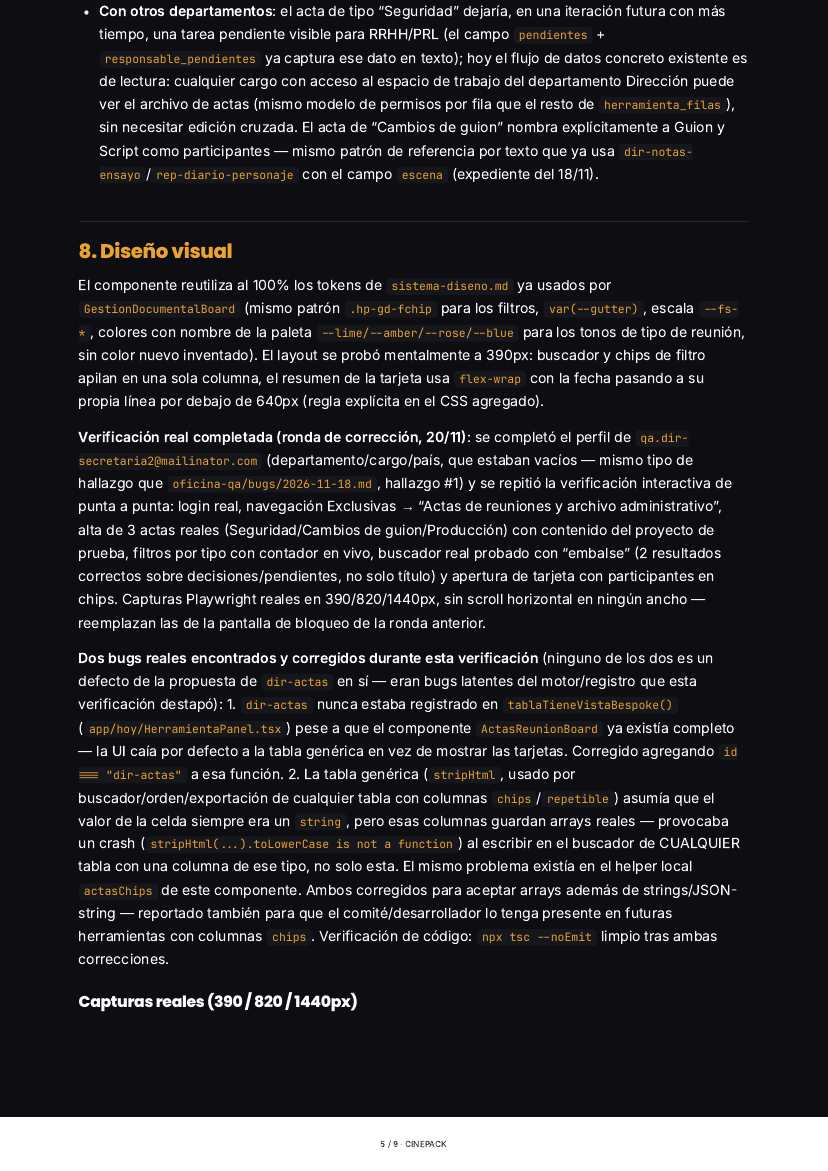 • Con otros departamentos: el acta de tipo “Seguridad” dejaría, en una iteración futura con más
tiempo, una tarea pendiente visible para RRHH/PRL (el campo pendientes +
responsable_pendientes ya captura ese dato en texto); hoy el flujo de datos concreto existente es
de lectura: cualquier cargo con acceso al espacio de trabajo del departamento Dirección puede
ver el archivo de actas (mismo modelo de permisos por fila que el resto de herramienta_filas),
sin necesitar edición cruzada. El acta de “Cambios de guion” nombra explícitamente a Guion y
Script como participantes — mismo patrón de referencia por texto que ya usa dir-notas-
ensayo / rep-diario-personaje con el campo escena (expediente del 18/11).
8. Diseño visual
El componente reutiliza al 100% los tokens de sistema-diseno.md ya usados por
GestionDocumentalBoard (mismo patrón .hp-gd-fchip para los filtros, var(--gutter), escala --fs-
*, colores con nombre de la paleta --lime/--amber/--rose/--blue para los tonos de tipo de reunión,
sin color nuevo inventado). El layout se probó mentalmente a 390px: buscador y chips de filtro
apilan en una sola columna, el resumen de la tarjeta usa flex-wrap con la fecha pasando a su
propia línea por debajo de 640px (regla explícita en el CSS agregado).
Verificación real completada (ronda de corrección, 20/11): se completó el perfil de qa.dir-
secretaria2@mailinator.com (departamento/cargo/país, que estaban vacíos — mismo tipo de
hallazgo que oficina-qa/bugs/2026-11-18.md, hallazgo #1) y se repitió la verificación interactiva de
punta a punta: login real, navegación Exclusivas → “Actas de reuniones y archivo administrativo”,
alta de 3 actas reales (Seguridad/Cambios de guion/Producción) con contenido del proyecto de
prueba, filtros por tipo con contador en vivo, buscador real probado con “embalse” (2 resultados
correctos sobre decisiones/pendientes, no solo título) y apertura de tarjeta con participantes en
chips. Capturas Playwright reales en 390/820/1440px, sin scroll horizontal en ningún ancho —
reemplazan las de la pantalla de bloqueo de la ronda anterior.
Dos bugs reales encontrados y corregidos durante esta verificación (ninguno de los dos es un
defecto de la propuesta de dir-actas en sí — eran bugs latentes del motor/registro que esta
verificación destapó): 1. dir-actas nunca estaba registrado en tablaTieneVistaBespoke()
(app/hoy/HerramientaPanel.tsx) pese a que el componente ActasReunionBoard ya existía completo
— la UI caía por defecto a la tabla genérica en vez de mostrar las tarjetas. Corregido agregando id
=== "dir-actas" a esa función. 2. La tabla genérica (stripHtml, usado por
buscador/orden/exportación de cualquier tabla con columnas chips/repetible) asumía que el
valor de la celda siempre era un string, pero esas columnas guardan arrays reales — provocaba
un crash (stripHtml(...).toLowerCase is not a function) al escribir en el buscador de CUALQUIER
tabla con una columna de ese tipo, no solo esta. El mismo problema existía en el helper local
actasChips de este componente. Ambos corregidos para aceptar arrays además de strings/JSON-
string — reportado también para que el comité/desarrollador lo tenga presente en futuras
herramientas con columnas chips. Verificación de código: npx tsc --noEmit limpio tras ambas
correcciones.
Capturas reales (390 / 820 / 1440px)
5 / 9 · CINEPACK